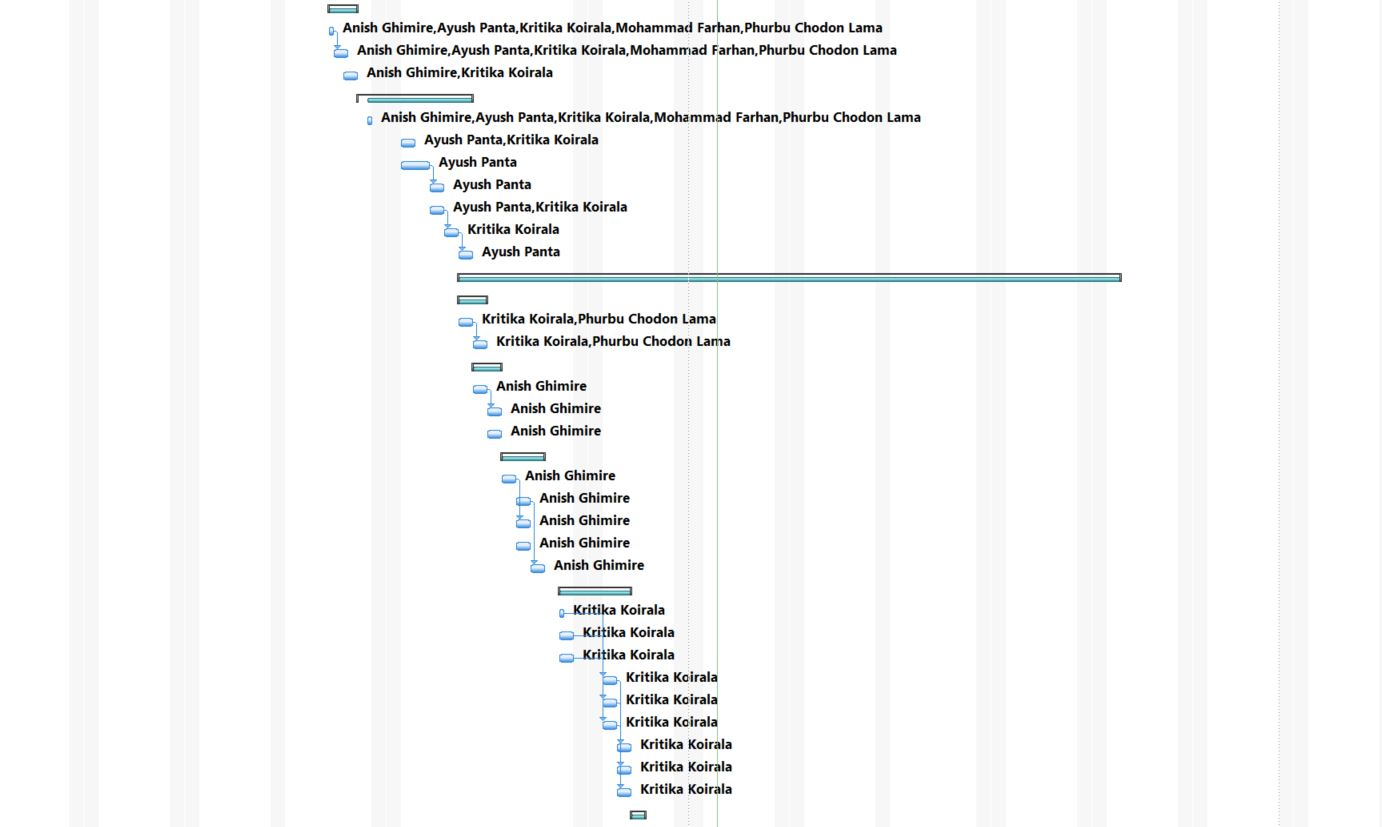 Anish Ghimire,Ayush Panta,Kritika Koirala,Mohammad Farhan,Phurbu Chodon Lama
Anish Ghimire,Ayush Panta,Kritika Koirala,Mohammad Farhan,Phurbu Chodon Lama
Anish Ghimire,Kritika Koirala
Anish Ghimire,Ayush Panta,Kritika Koirala,Mohammad Farhan,Phurbu Chodon Lama
Ayush Panta,Kritika Koirala
Ayush Panta
Ayush Panta
Ayush Panta,Kritika Koirala
Kritika Koirala
Ayush Panta
Kritika Koirala,Phurbu Chodon Lama
Kritika Koirala,Phurbu Chodon Lama
Anish Ghimire
Anish Ghimire
Anish Ghimire
Anish Ghimire
Anish Ghimire
Anish Ghimire
Anish Ghimire
Anish Ghimire
Kritika Koirala
Kritika Koirala
Kritika Koirala
Kritika Koirala
Kritika Koirala
Kritika Koirala
Kritika Koirala
Kritika Koirala
Kritika Koirala